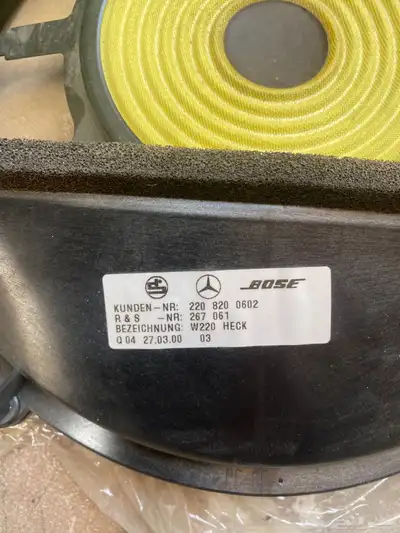 BOSE
KUNDEN-NR: 220 820 0602
R & S -NR: 267 061
BEZEICHNUNG: W220 HECK
Q 04 27.03.00 03